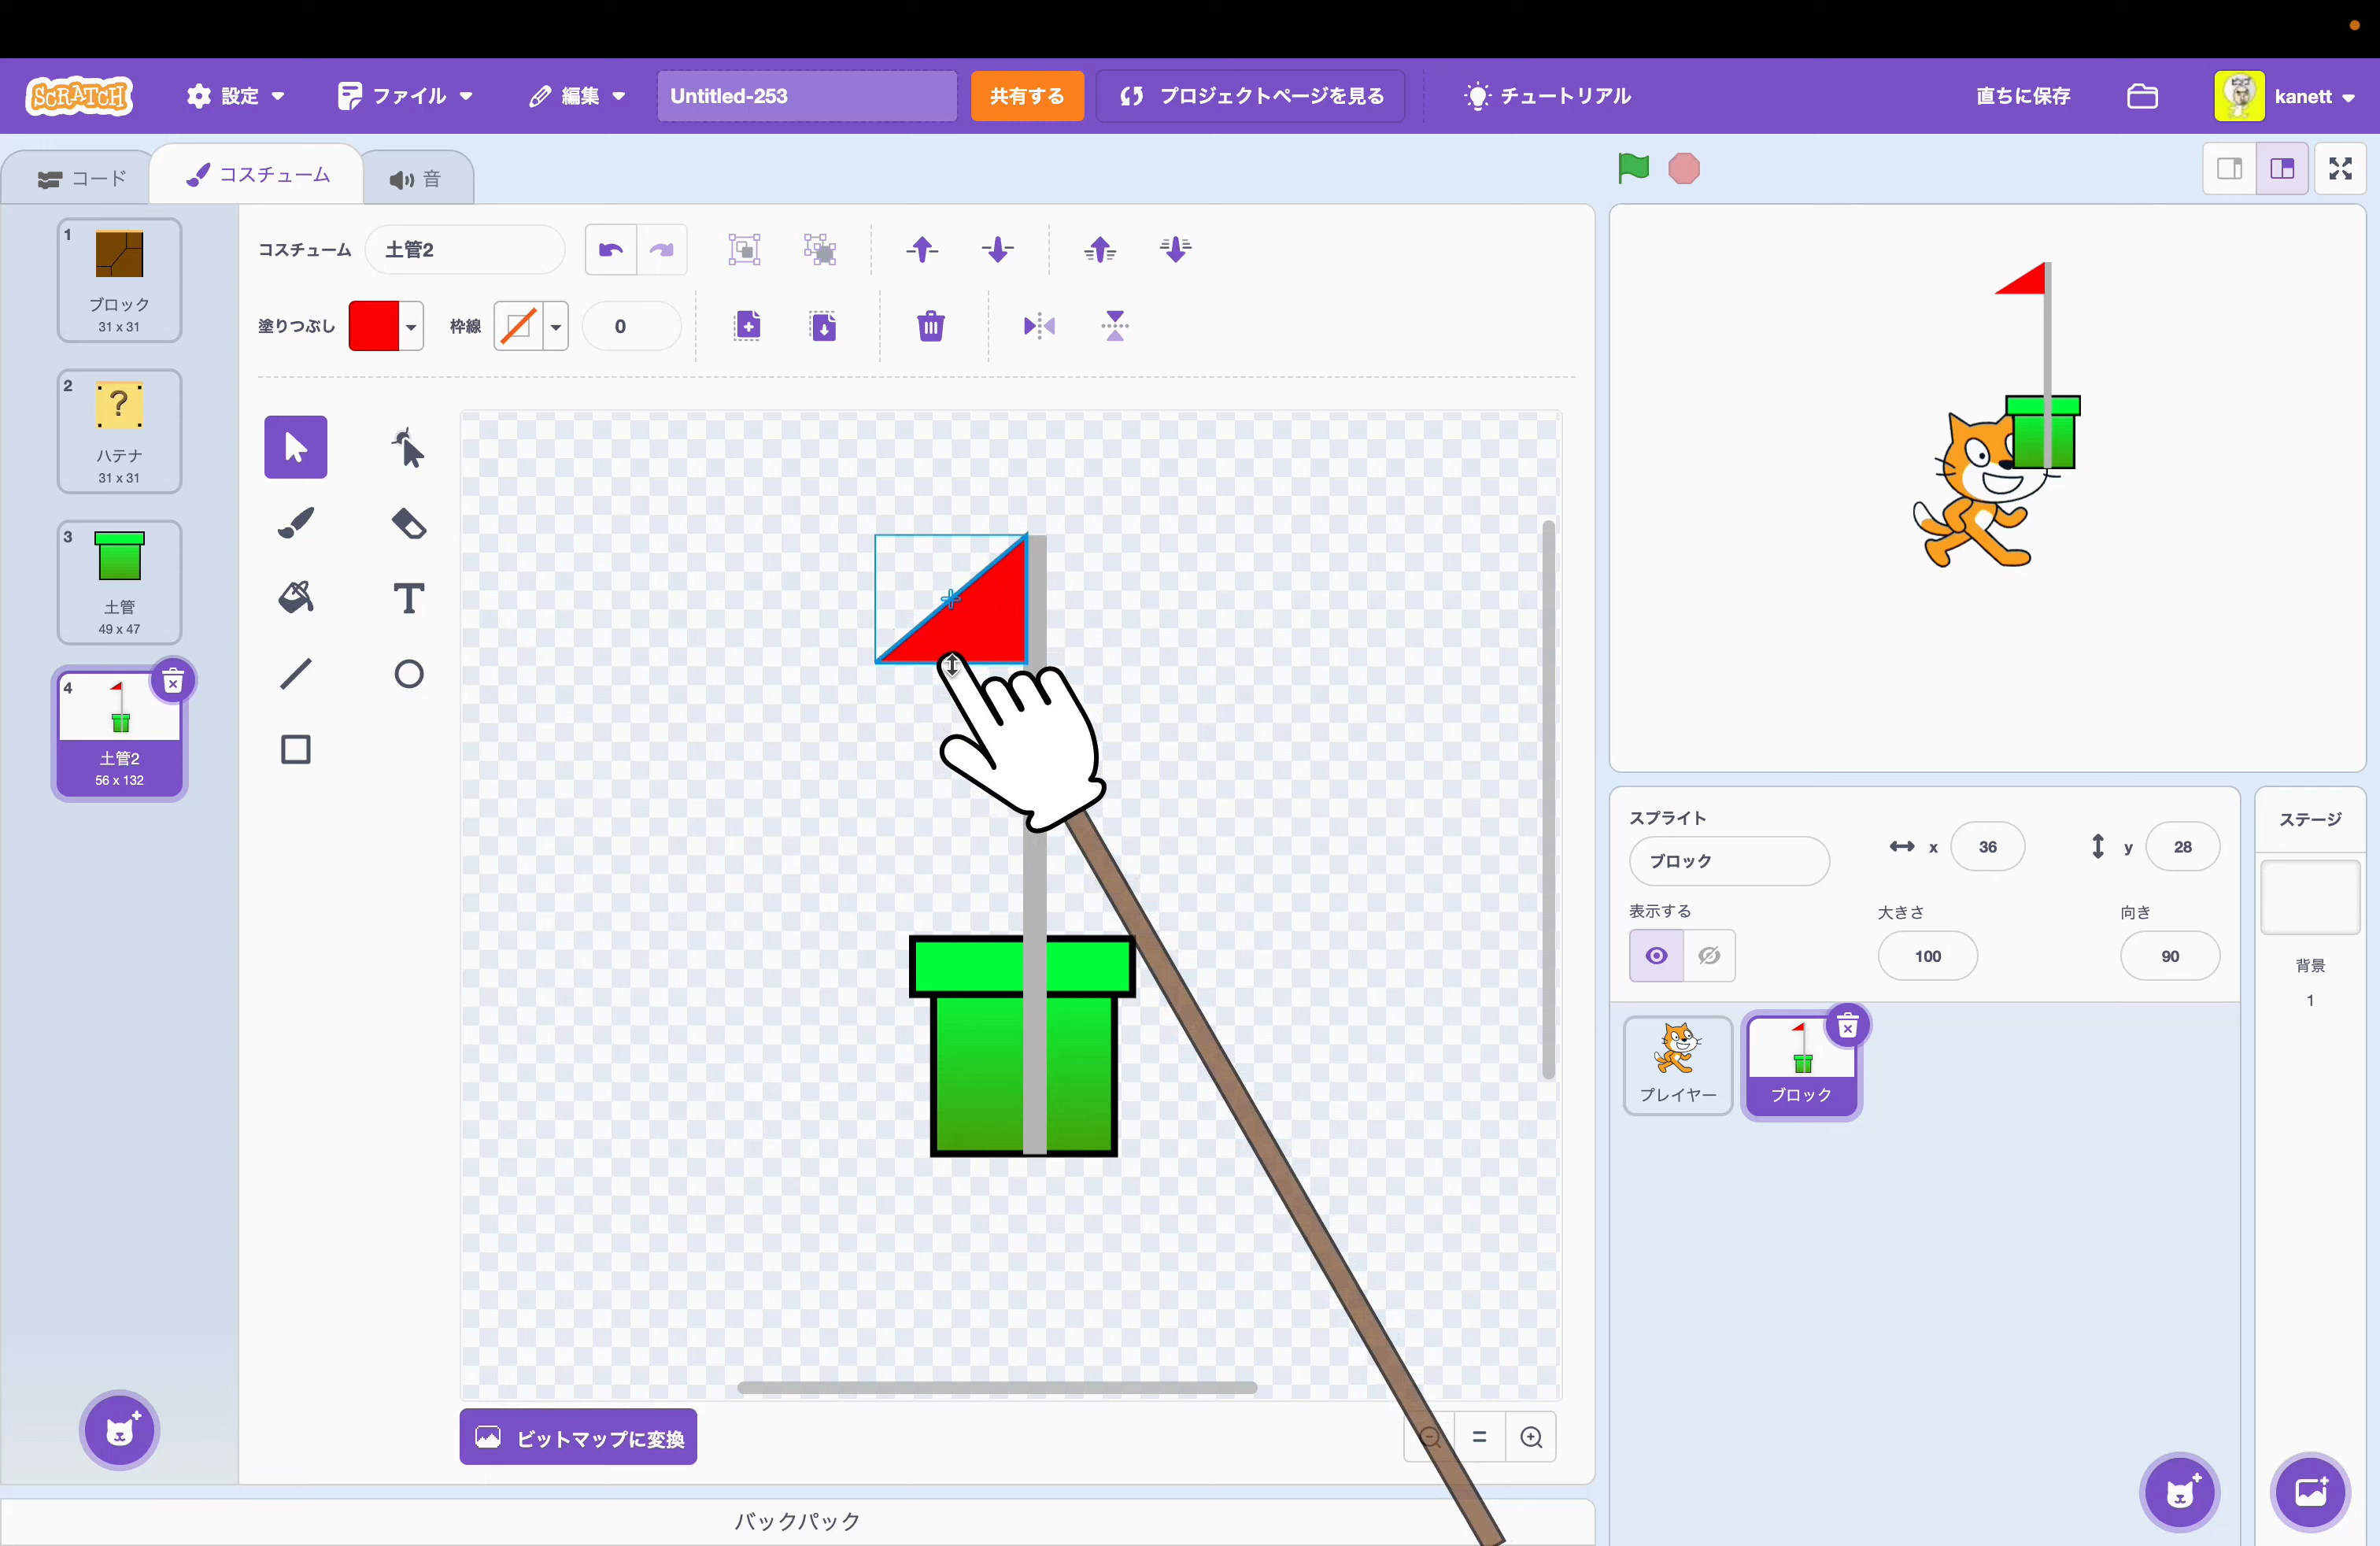 SCRATCH 設定 ファイル 編集 Untitled-253 共有する プロジェクトページを見る チュートリアル 直ちに保存 kanett
コード コスチューム 音
1
ブロック
31 x 31
2
?
ハテナ
31 x 31
3
土管
49 x 47
4
土管2
56 x 132
コスチューム 土管2
塗りつぶし 枠線 0
T
ビットマップに変換
=
バックパック
スプライト
ブロック
x 36 y 28
表示する 大きさ 向き
100 90
プレイヤー ブロック
ステージ
背景
1